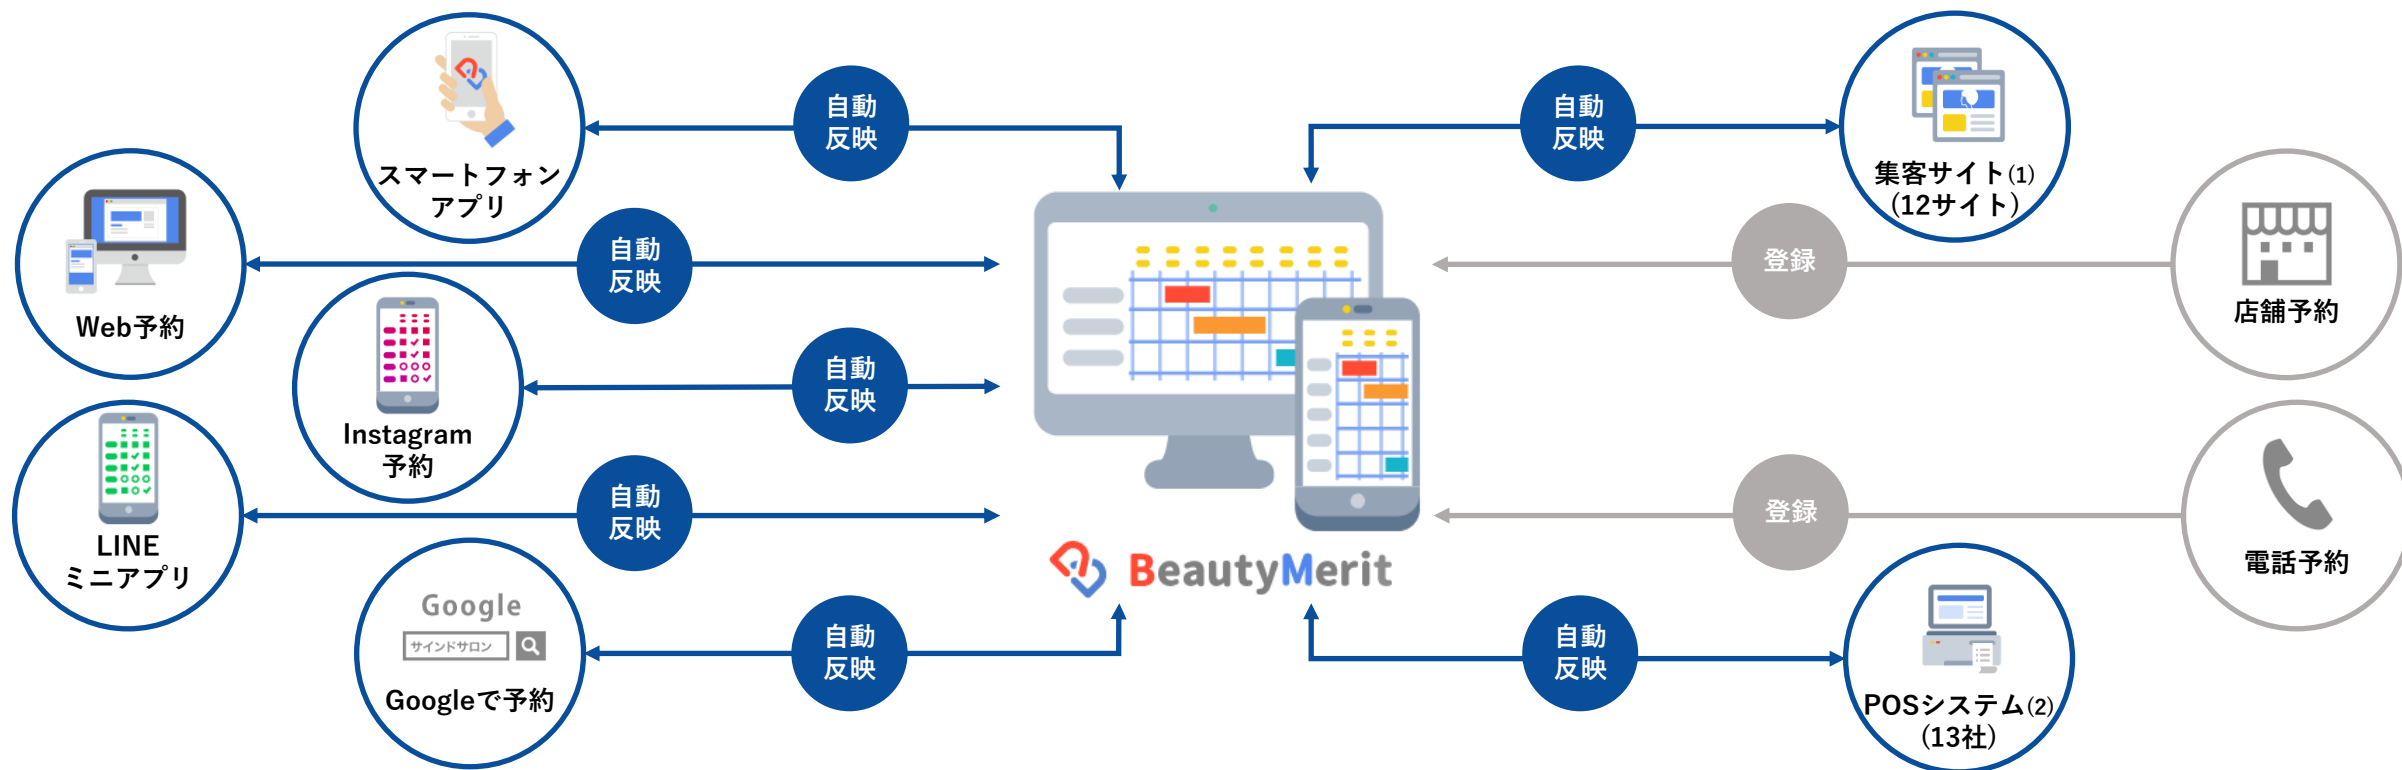 スマートフォン
アプリ
自動
反映
自動
反映
集客サイト(1)
(12サイト)
Web予約
自動
反映
登録
店舗予約
Instagram
予約
自動
反映
LINE
ミニアプリ
自動
反映
登録
電話予約
BeautyMerit
Google
サインドサロン
Googleで予約
自動
反映
自動
反映
POSシステム(2)
(13社)